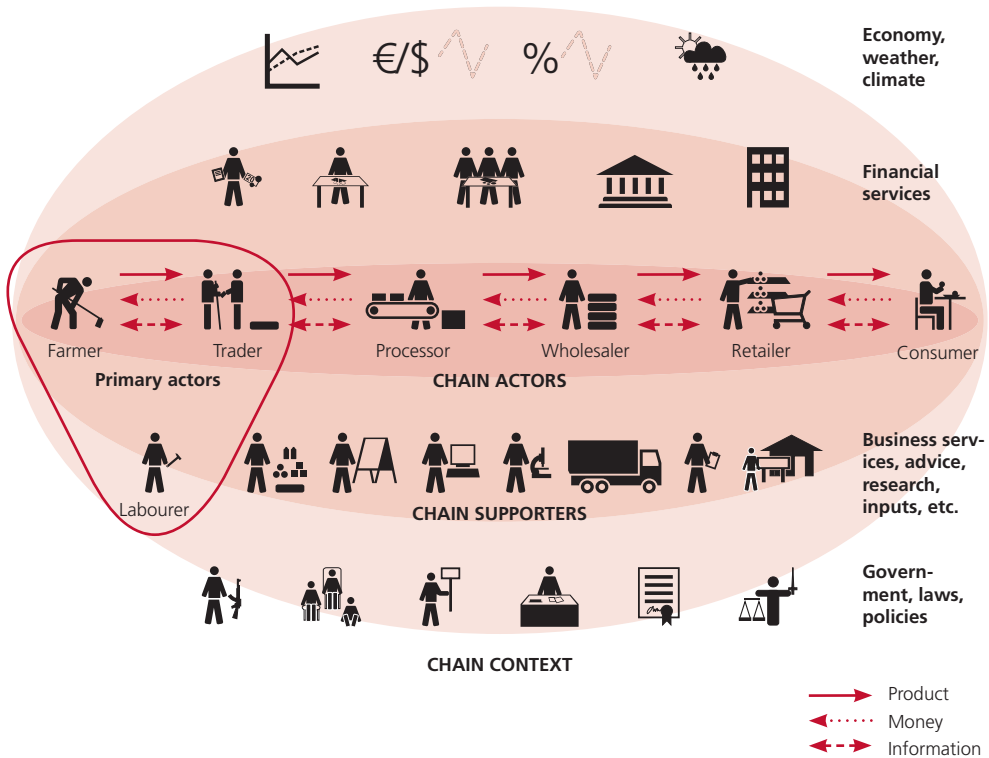 Economy,
weather,
climate
€/$
%
Financial
services
Farmer
Trader
Processor
Wholesaler
Retailer
Consumer
Primary actors
CHAIN ACTORS
Labourer
CHAIN SUPPORTERS
Business serv-
ices, advice,
research,
inputs, etc.
Govern-
ment, laws,
policies
CHAIN CONTEXT
Product
Money
Information